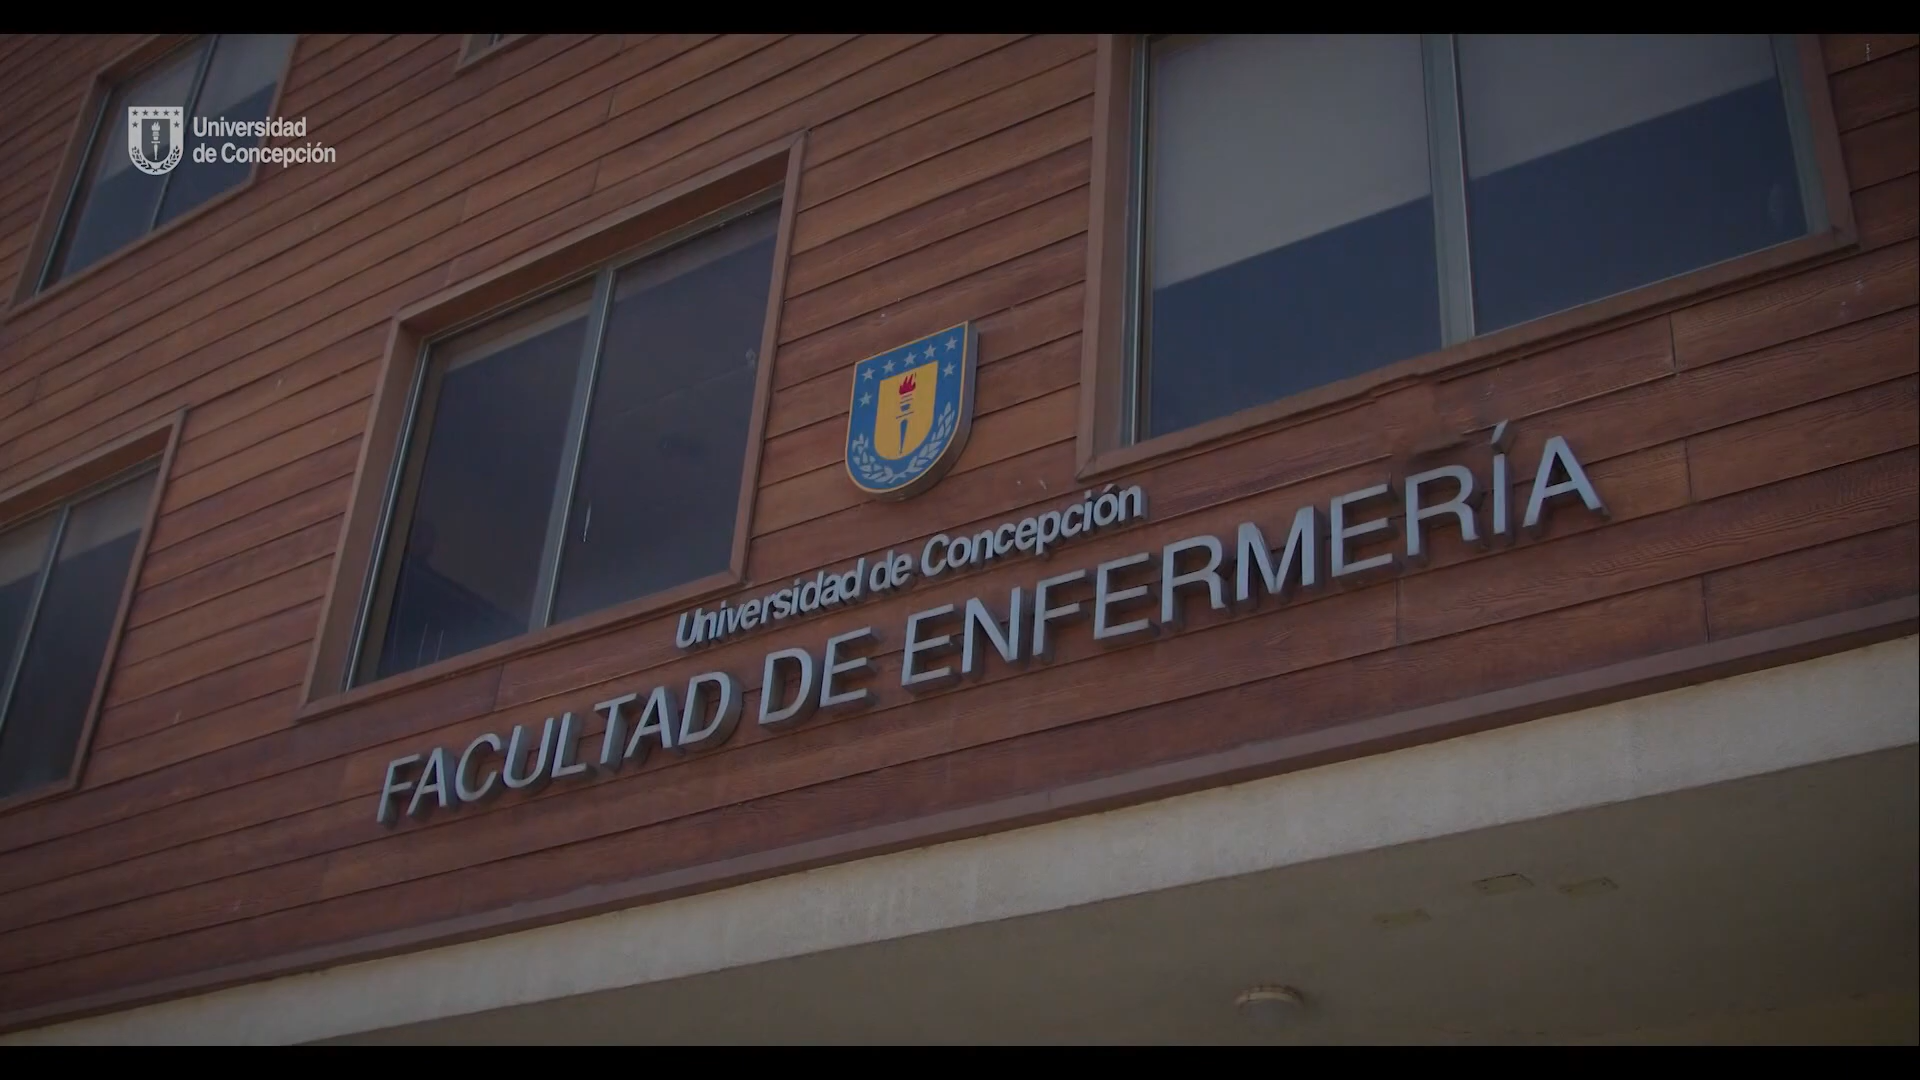 Universidad
de Concepción
Universidad de Concepción
FACULTAD DE ENFERMERÍA